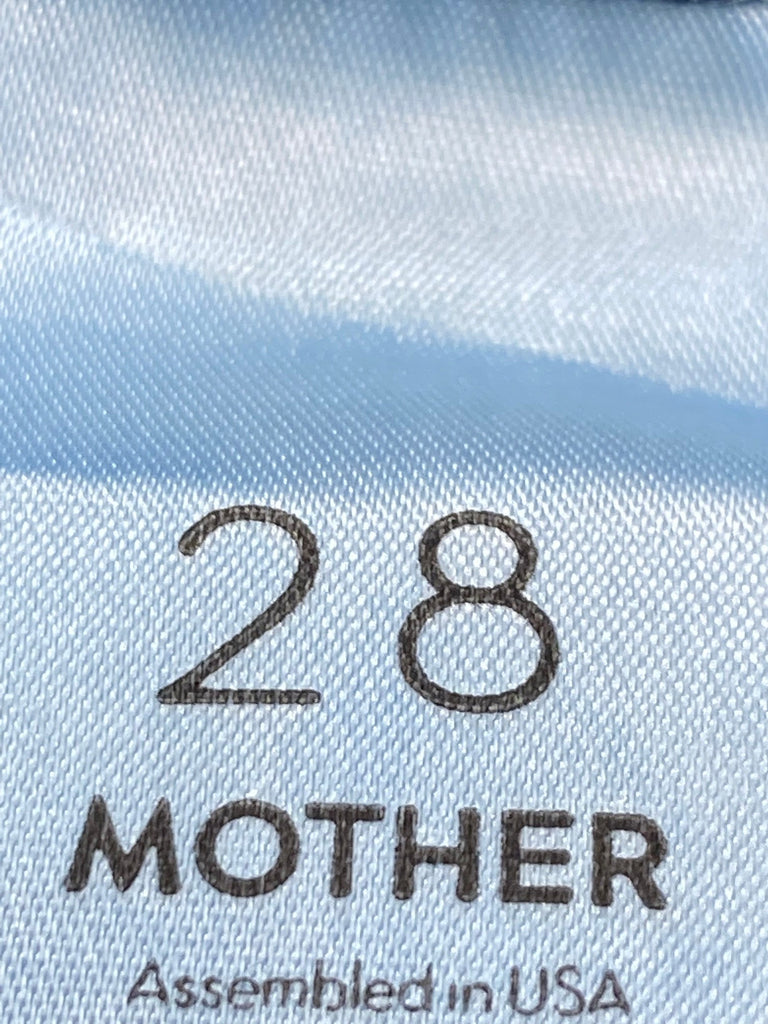 28
MOTHER
Assembled in USA